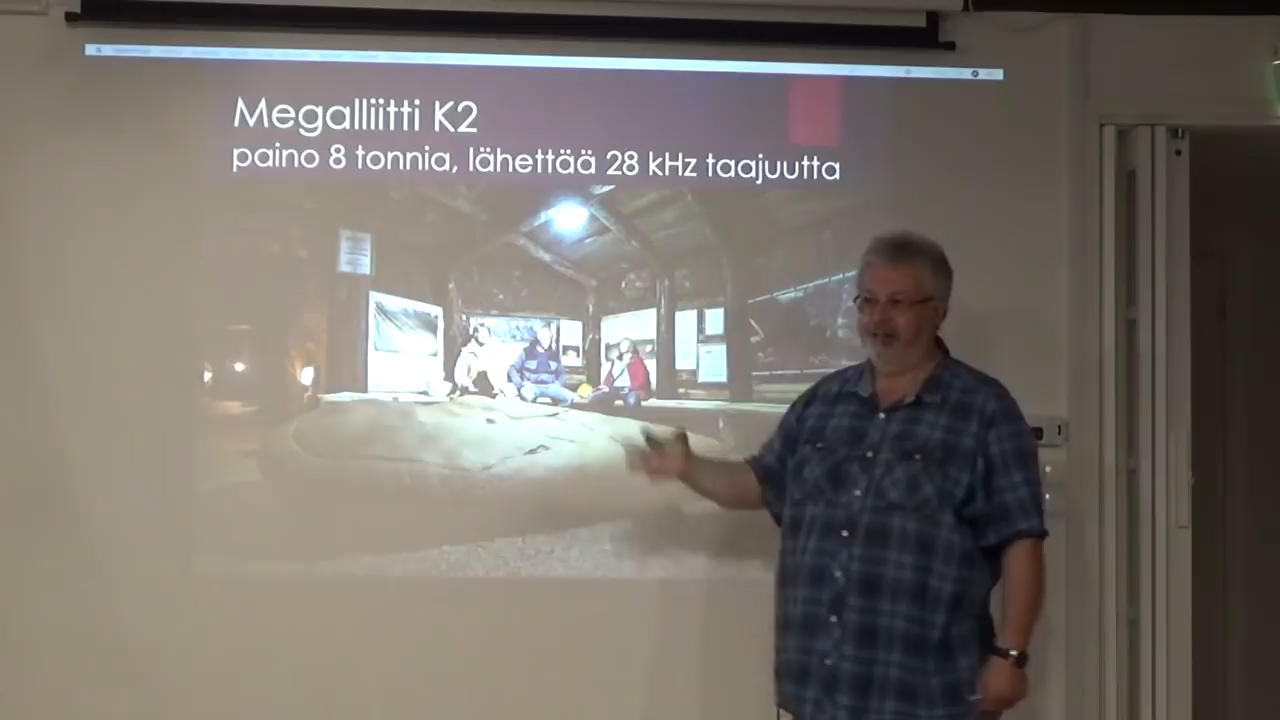 Megalliitti K2
paino 8 tonnia, lähettää 28 kHz taajuutta